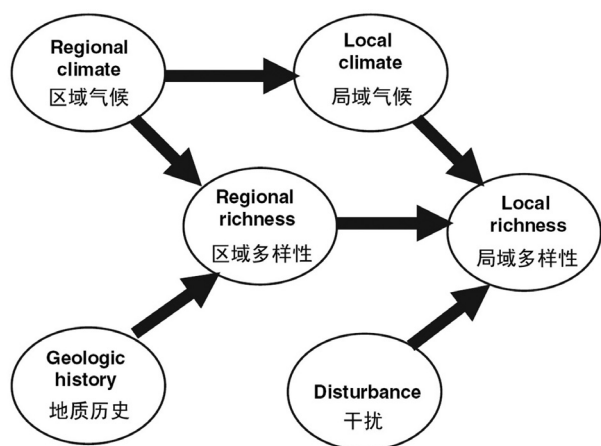 Regional
climate
区域气候
Local
climate
局域气候
Regional
richness
区域多样性
Local
richness
局域多样性
Geologic
history
地质历史
Disturbance
干扰